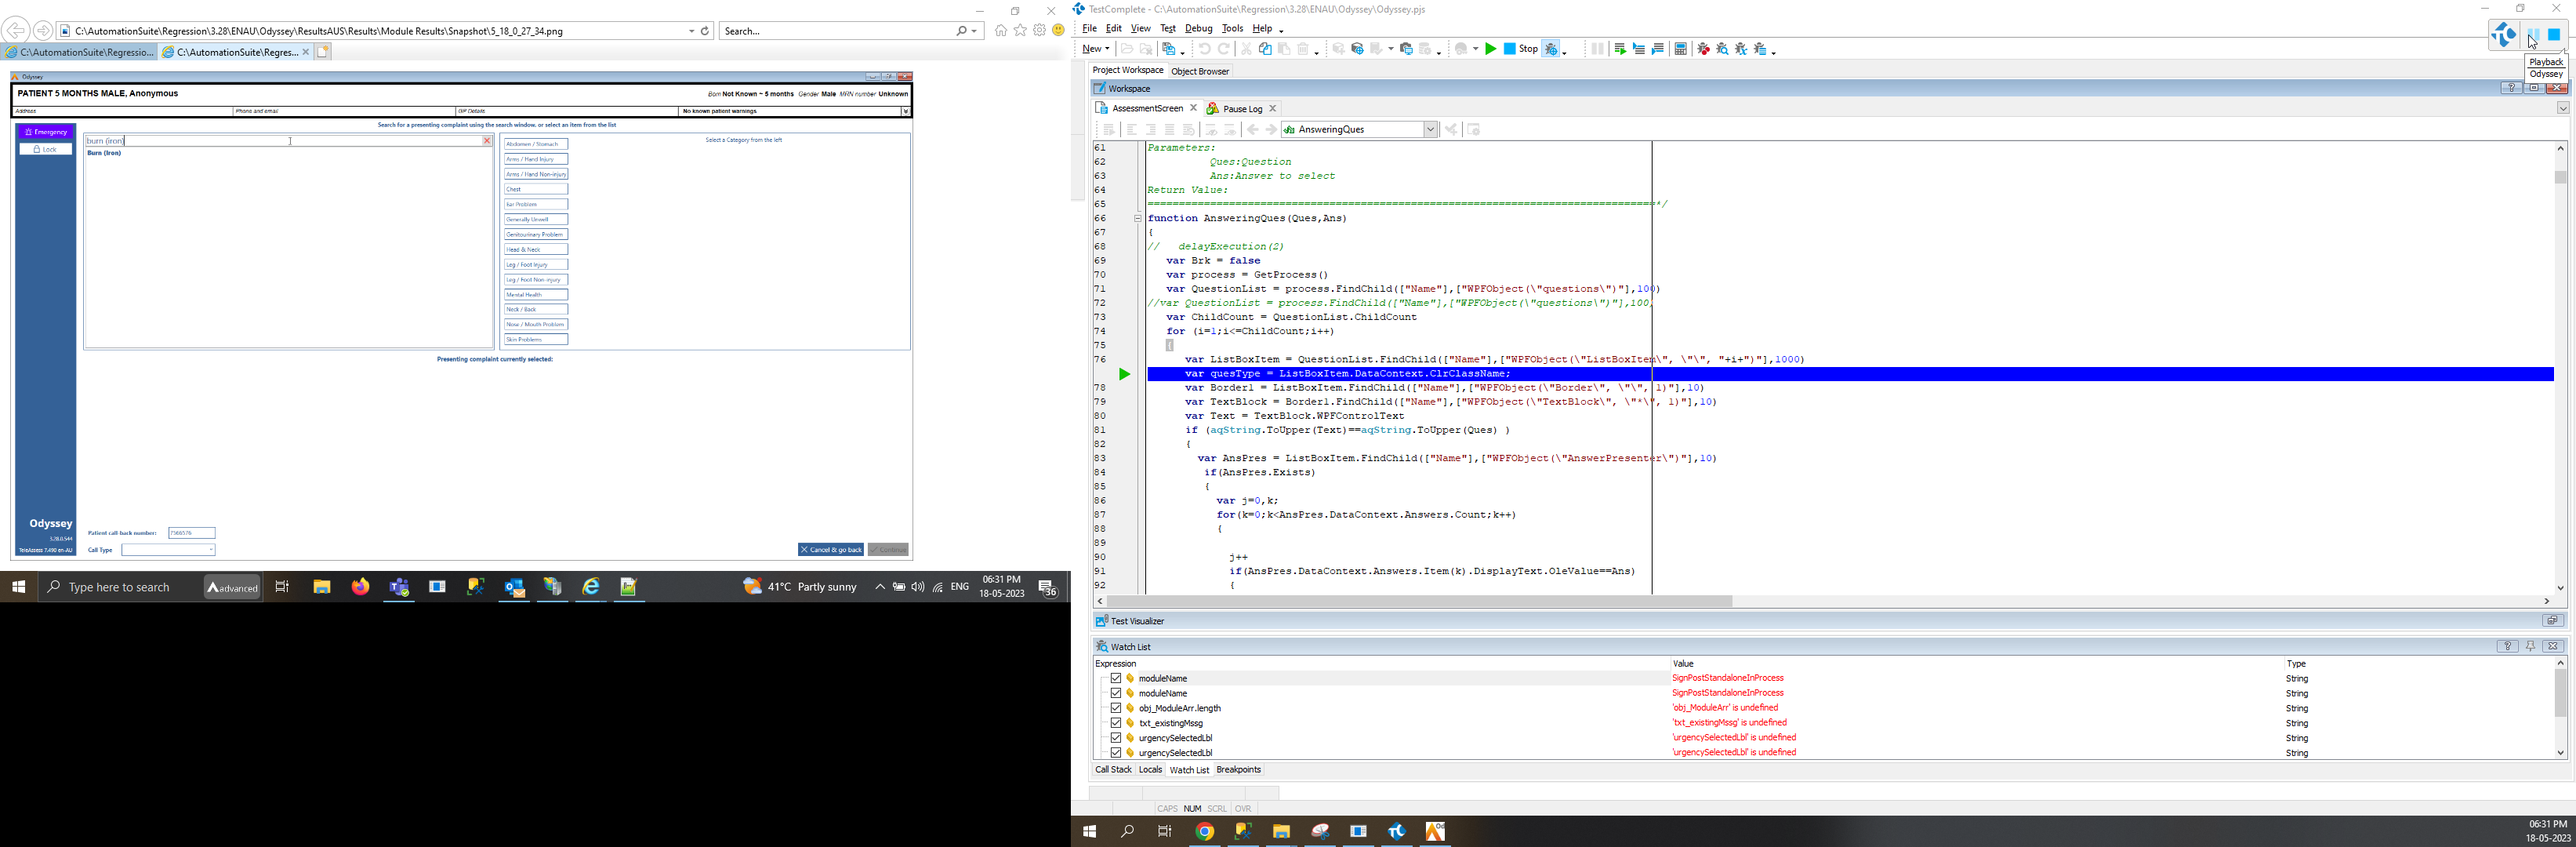 C:\AutomationSuite\Regression\3.28\ENAU\Odyssey\ResultsAUS\Results\Module Results\Snapshot\5_18_0_27_34.png
Search...
C:\AutomationSuite\Regressio...
C:\AutomationSuite\Regres...
Odyssey
PATIENT 5 MONTHS MALE, Anonymous
Born Not Known ~ 5 months Gender Male MRN number Unknown
Address
Phone and email
GP Details
No known patient warnings
Search for a presenting complaint using the search window, or select an item from the list
Emergency
Lock
burn (iron)
Burn (Iron)
Select a Category from the left
Abdomen / Stomach
Arms / Hand Injury
Arms / Hand Non-injury
Chest
Ear Problem
Generally Unwell
Genitourinary Problem
Head & Neck
Leg / Foot Injury
Leg / Foot Non-injury
Mental Health
Neck / Back
Nose / Mouth Problem
Skin Problems
Presenting complaint currently selected:
Odyssey
3.28.0.544
TeleAssess 7.490 en-AU
Patient call back number:
7566576
Call Type
Cancel & go back
Continue
Type here to search
advanced
41°C Partly sunny
ENG
06:31 PM
18-05-2023
36
TestComplete - C:\AutomationSuite\Regression\3.28\ENAU\Odyssey\Odyssey.pjs
File Edit View Test Debug Tools Help
New
Stop
Playback
Odyssey
Project Workspace
Object Browser
Workspace
AssessmentScreen
Pause Log
AnsweringQues
61 Parameters:
62 Ques:Question
63 Ans:Answer to select
64 Return Value:
65 =================================================================================*/
66 function AnsweringQues(Ques,Ans)
67 {
68 //   delayExecution(2)
69 var Brk = false
70 var process = GetProcess()
71 var QuestionList = process.FindChild(["Name"],["WPFObject(\"questions\")"],100)
72 //var QuestionList = process.FindChild(["Name"],["WPFObject(\"questions\")"],100)
73 var ChildCount = QuestionList.ChildCount
74 for (i=1;i<=ChildCount;i++)
75 {
76 var ListBoxItem = QuestionList.FindChild(["Name"],["WPFObject(\"ListBoxItem\", \"\", "+i+")"],1000)
var quesType = ListBoxItem.DataContext.ClrClassName;
78 var Border1 = ListBoxItem.FindChild(["Name"],["WPFObject(\"Border\", \"\", 1)"],10)
79 var TextBlock = Border1.FindChild(["Name"],["WPFObject(\"TextBlock\", \"*\", 1)"],10)
80 var Text = TextBlock.WPFControlText
81 if (aqString.ToUpper(Text)==aqString.ToUpper(Ques) )
82 {
83 var AnsPres = ListBoxItem.FindChild(["Name"],["WPFObject(\"AnswerPresenter\")"],10)
84 if(AnsPres.Exists)
85 {
86 var j=0,k;
87 for(k=0;k<AnsPres.DataContext.Answers.Count;k++)
88 {
89
90 j++
91 if(AnsPres.DataContext.Answers.Item(k).DisplayText.OleValue==Ans)
92 {
Test Visualizer
Watch List
Expression Value Type
moduleName SignPostStandaloneInProcess String
moduleName SignPostStandaloneInProcess String
obj_ModuleArr.length 'obj_ModuleArr' is undefined String
txt_existingMssg 'txt_existingMssg' is undefined String
urgencySelectedLbl 'urgencySelectedLbl' is undefined String
urgencySelectedLbl 'urgencySelectedLbl' is undefined String
Call Stack Locals Watch List Breakpoints
CAPS NUM SCRL OVR
06:31 PM
18-05-2023